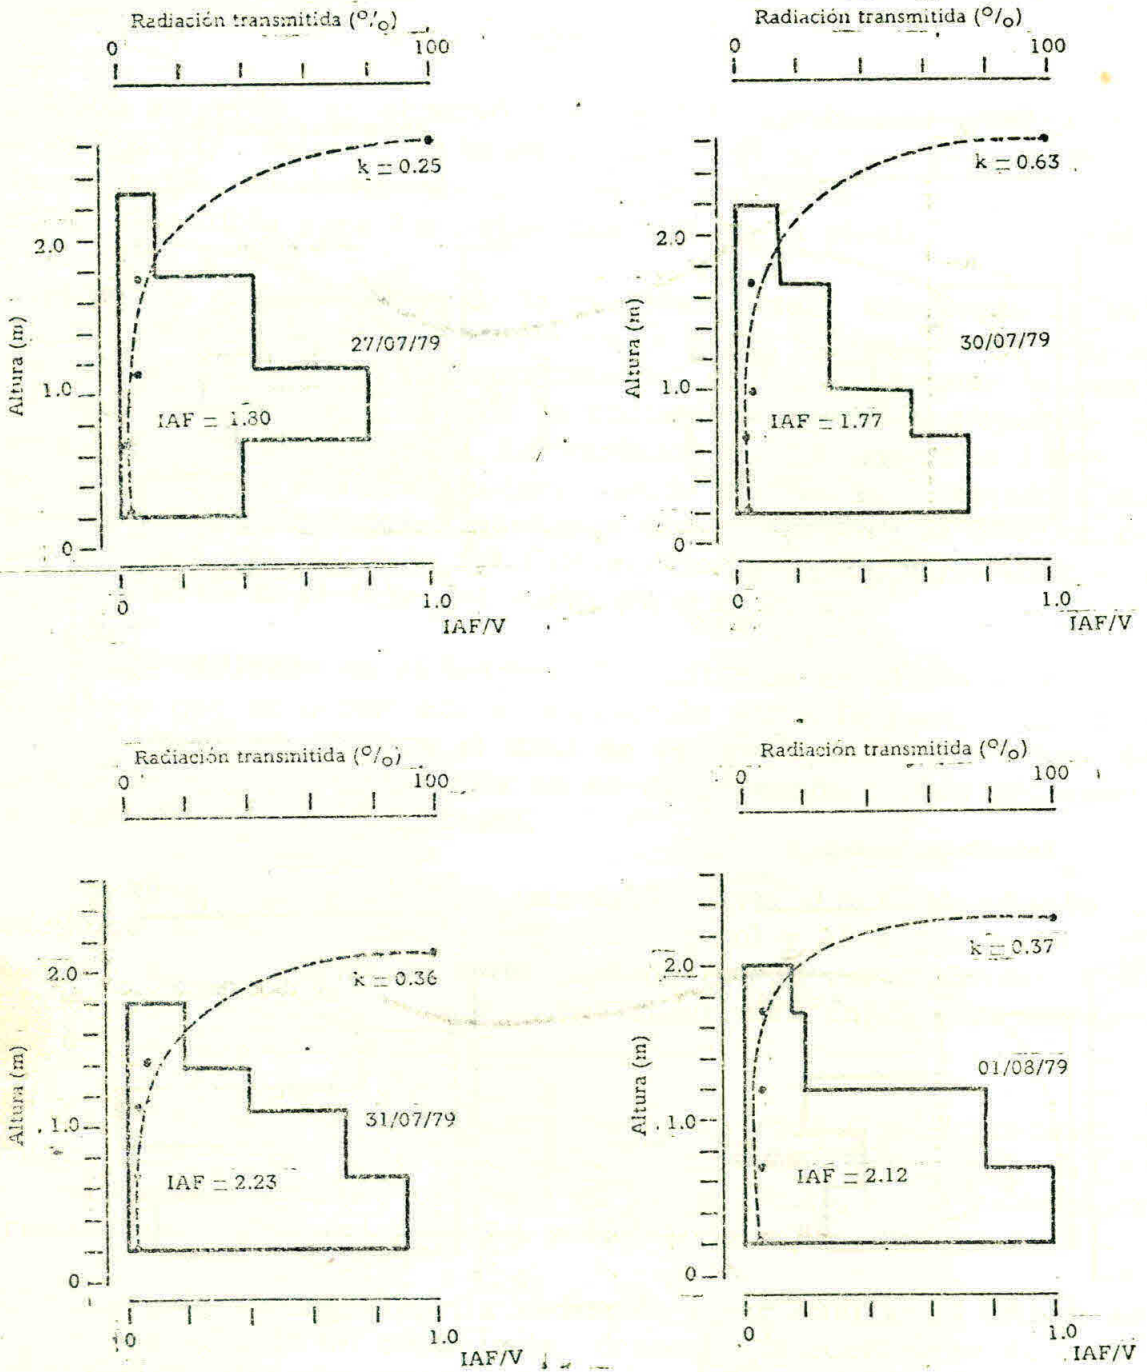 Radiación transmitida (%)
0 100
k = 0.25
2.0
27/07/79
1.0
IAF = 1.80
0
Altura (m)
0 1.0
IAF/V
Radiación transmitida (%)
0 100
k = 0.63
2.0
30/07/79
1.0
IAF = 1.77
0
Altura (m)
0 1.0
IAF/V
Radiación transmitida (%)
0 100
2.0
k = 0.36
1.0
31/07/79
IAF = 2.23
0
Altura (m)
0 1.0
IAF/V
Radiación transmitida (%)
0 100
k = 0.37
2.0
01/08/79
1.0
IAF = 2.12
0
Altura (m)
0 1.0
IAF/V